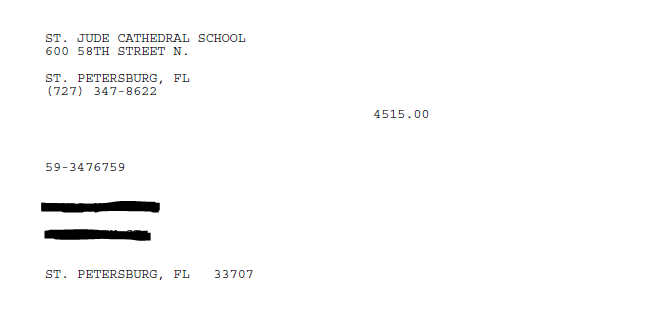 ST. JUDE CATHEDRAL SCHOOL
600 58TH STREET N.
ST. PETERSBURG, FL
(727) 347-8622
4515.00
59-3476759
ST. PETERSBURG, FL 33707